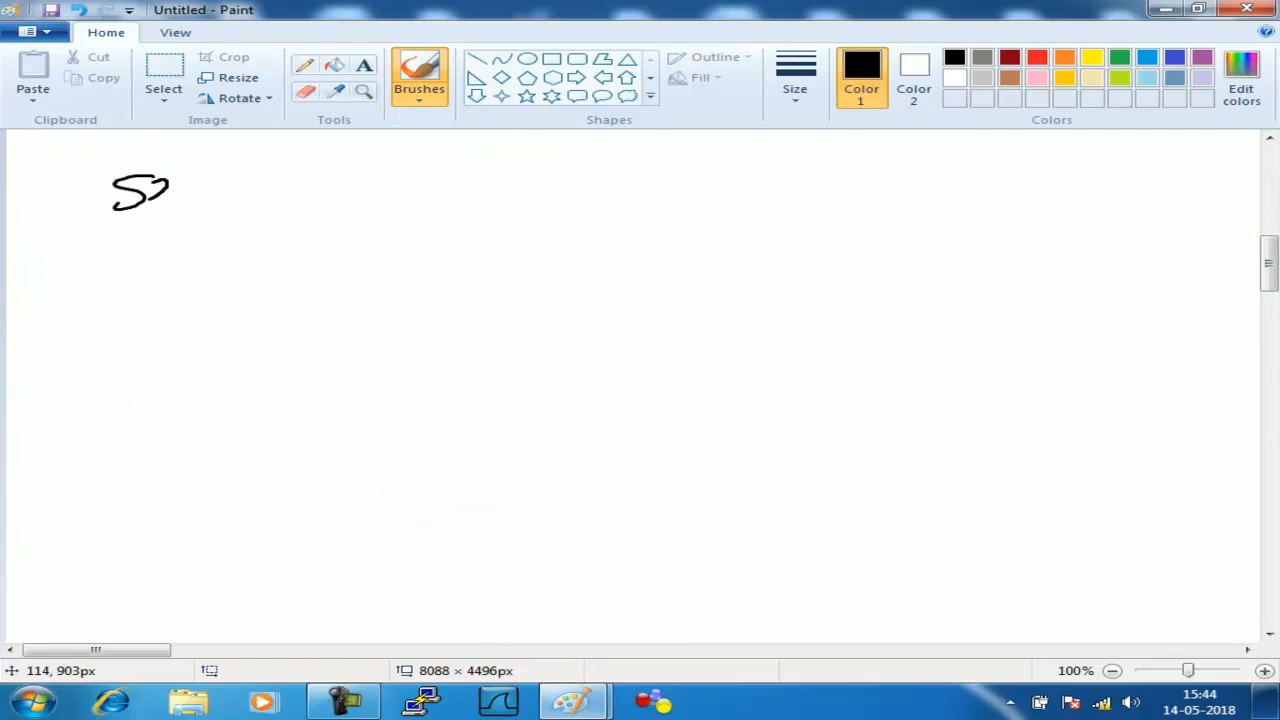 Untitled - Paint
Home View
Cut
Copy
Paste
Clipboard
Select
Crop
Resize
Rotate
Image
Tools
Brushes
Outline
Fill
Shapes
Size
Color 1
Color 2
Edit colors
Colors
114, 903px
8088 × 4496px
100%
15:44
14-05-2018